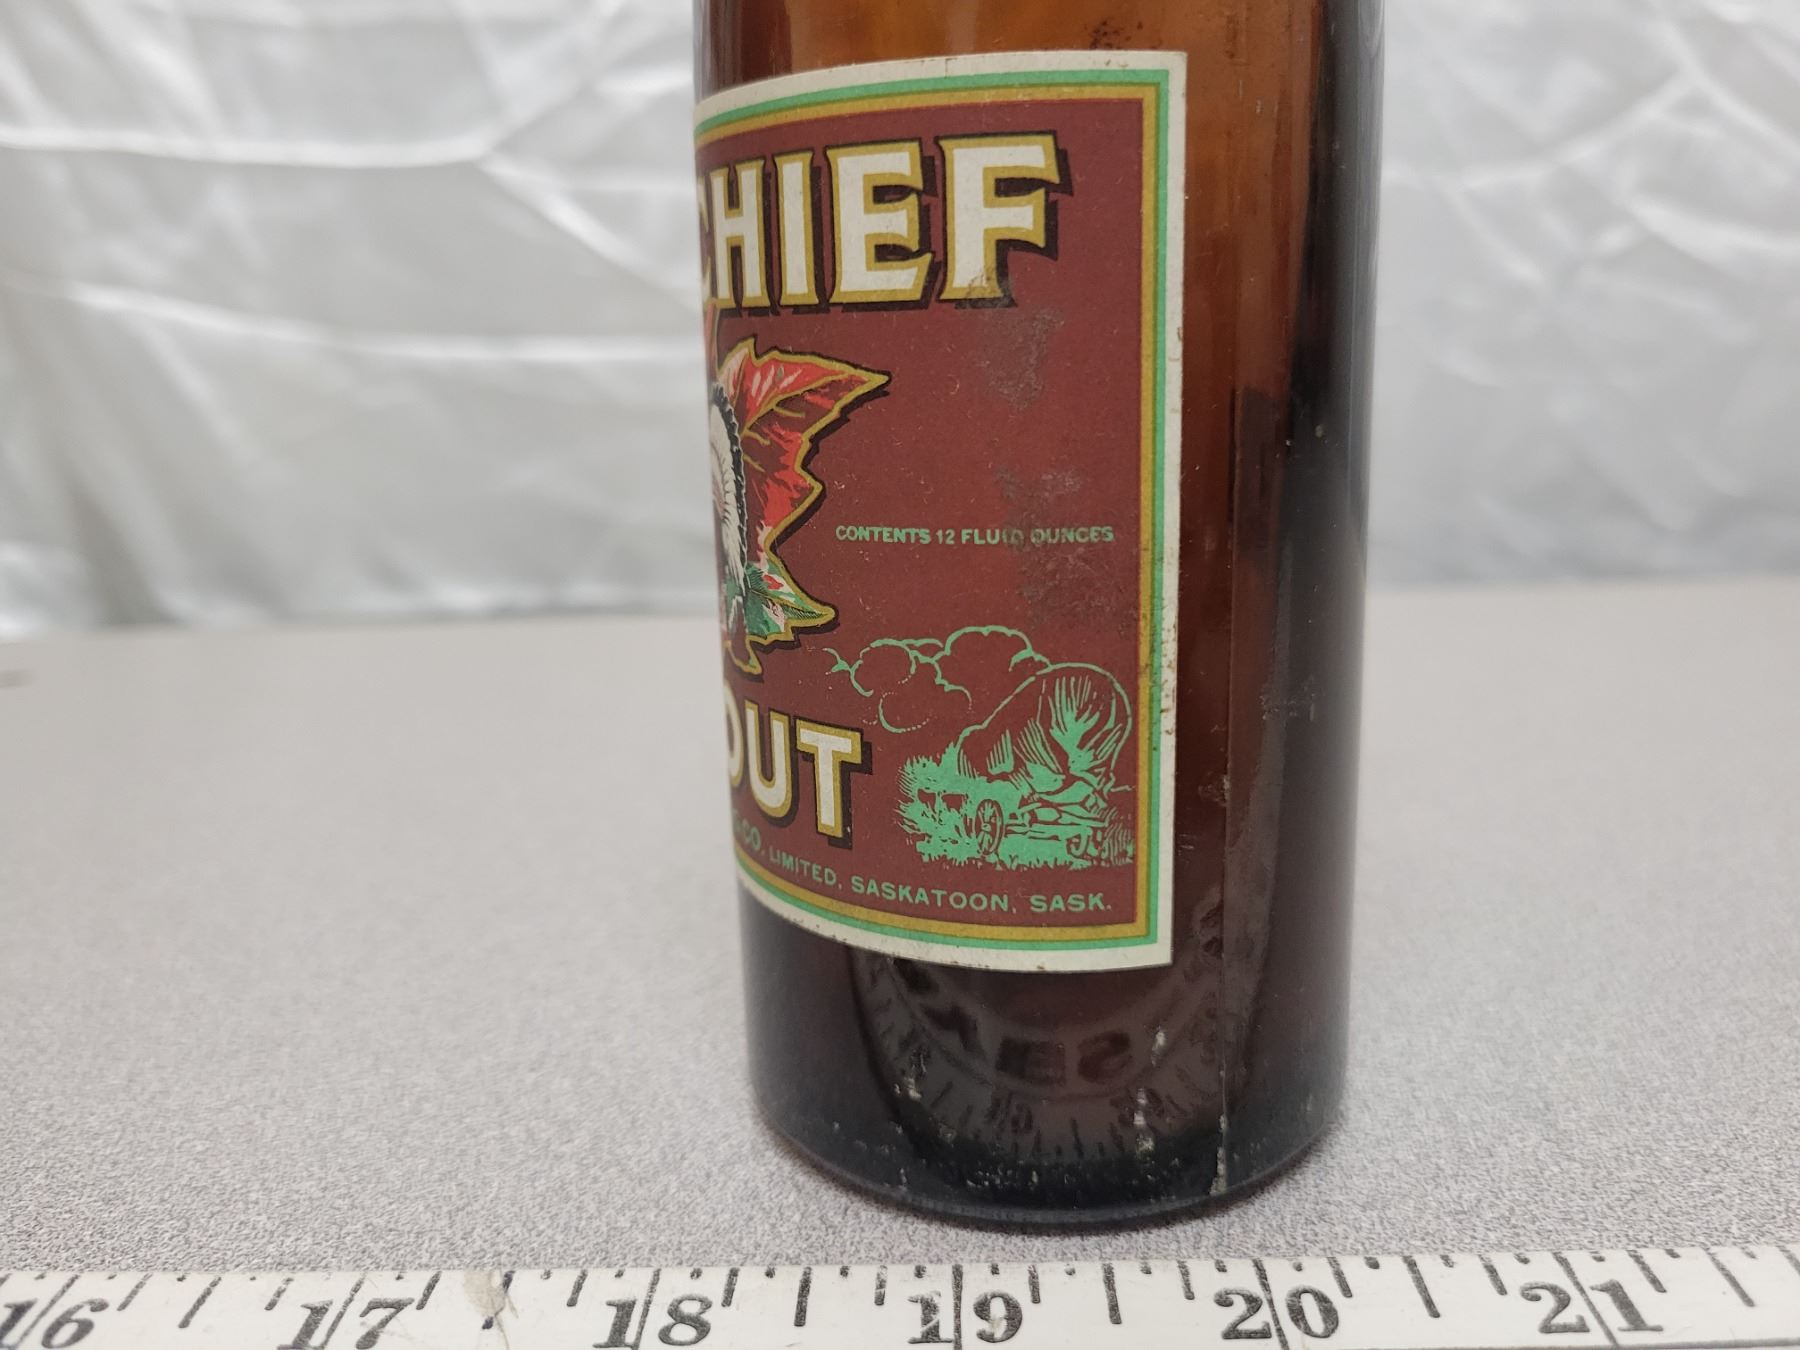 CHIEF
CONTENTS 12 FLUID OUNCES
OUT
CO. LIMITED, SASKATOON, SASK.
16 17 18 19 20 21